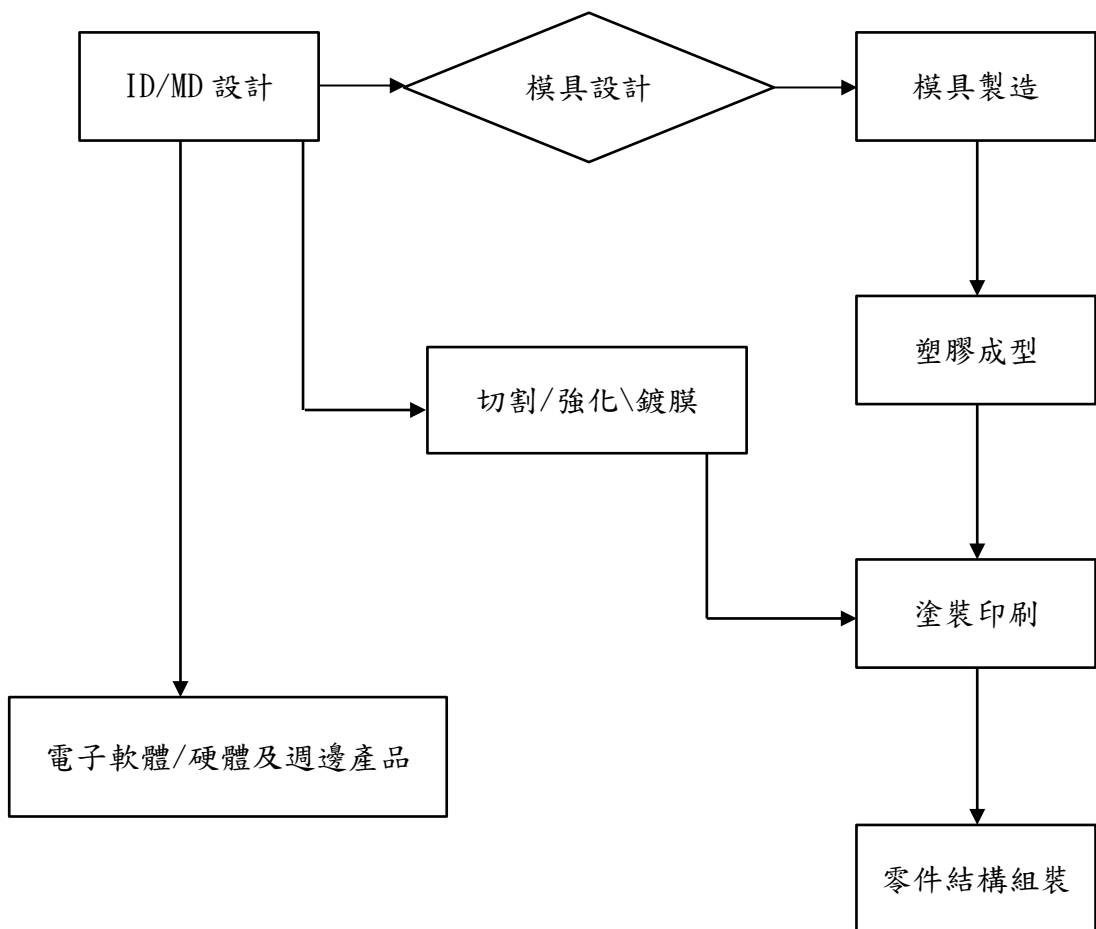 ID/MD 設計
模具設計
模具製造
塑膠成型
切割/強化\鍍膜
塗裝印刷
電子軟體/硬體及週邊產品
零件結構組裝